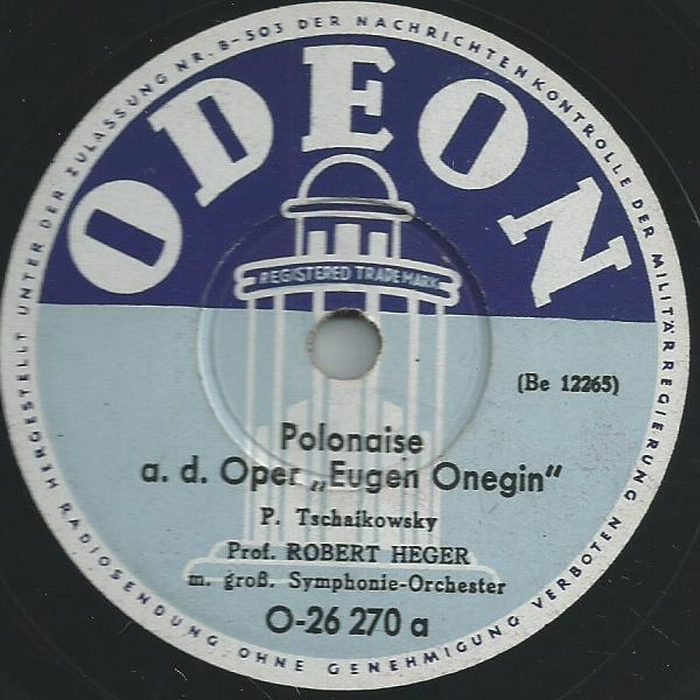 HERGESTELLT UNTER DER ZULASSUNG NR. B-503 DER NACHRICHTENKONTROLLE DER MILITÄRREGIERUNG
RADIOSENDUNG OHNE GENEHMIGUNG VERBOTEN
ODEON
REGISTERED TRADE MARK
(Be 12265)
Polonaise
a. d. Oper „Eugen Onegin“
P. Tschaikowsky
Prof. ROBERT HEGER
m. groß. Symphonie-Orchester
O-26 270 a